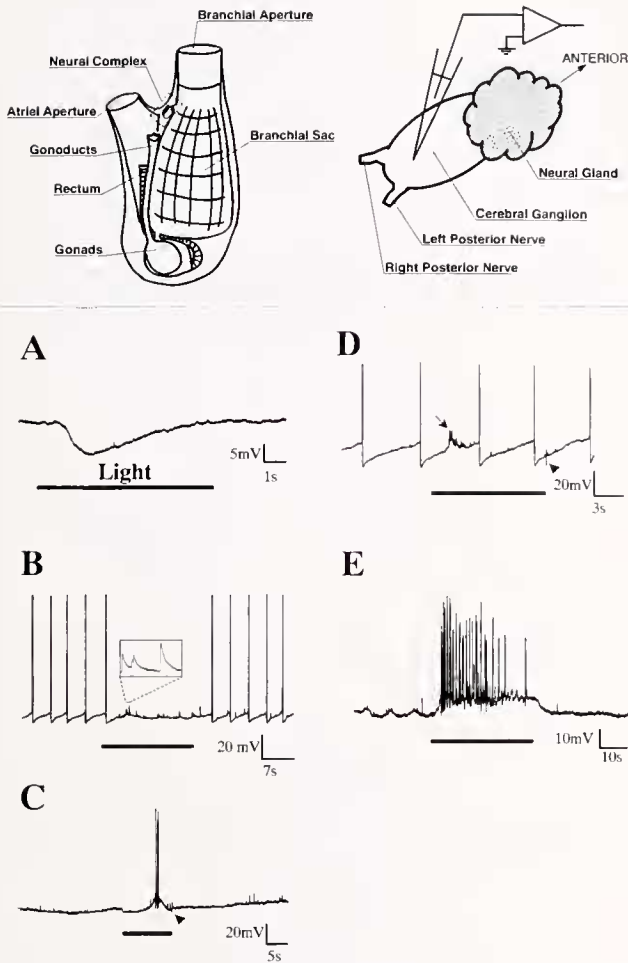 Branchial Aperture
Neural Complex
Atriel Aperture
Gonoducts
Branchial Sac
Rectum
Gonads
ANTERIOR
Neural Gland
Cerebral Ganglion
Left Posterior Nerve
Right Posterior Nerve
A
5mV
1s
Light
B
20 mV
7s
C
20mV
5s
D
20mV
3s
E
10mV
10s